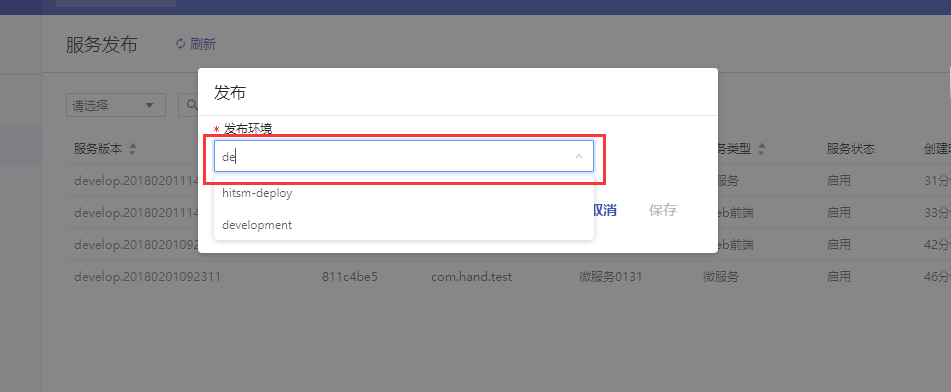 服务发布 刷新
发布
请选择
* 发布环境
服务版本 务类型 服务状态 创建时
de
develop.2018020111 服务 启用 31分
hitsm-deploy
develop.2018020111 eb前端 启用 33分
取消 保存
development
develop.2018020109 eb前端 启用 42分
develop.20180201092311 811c4be5 com.hand.test 微服务0131 微服务 启用 46分